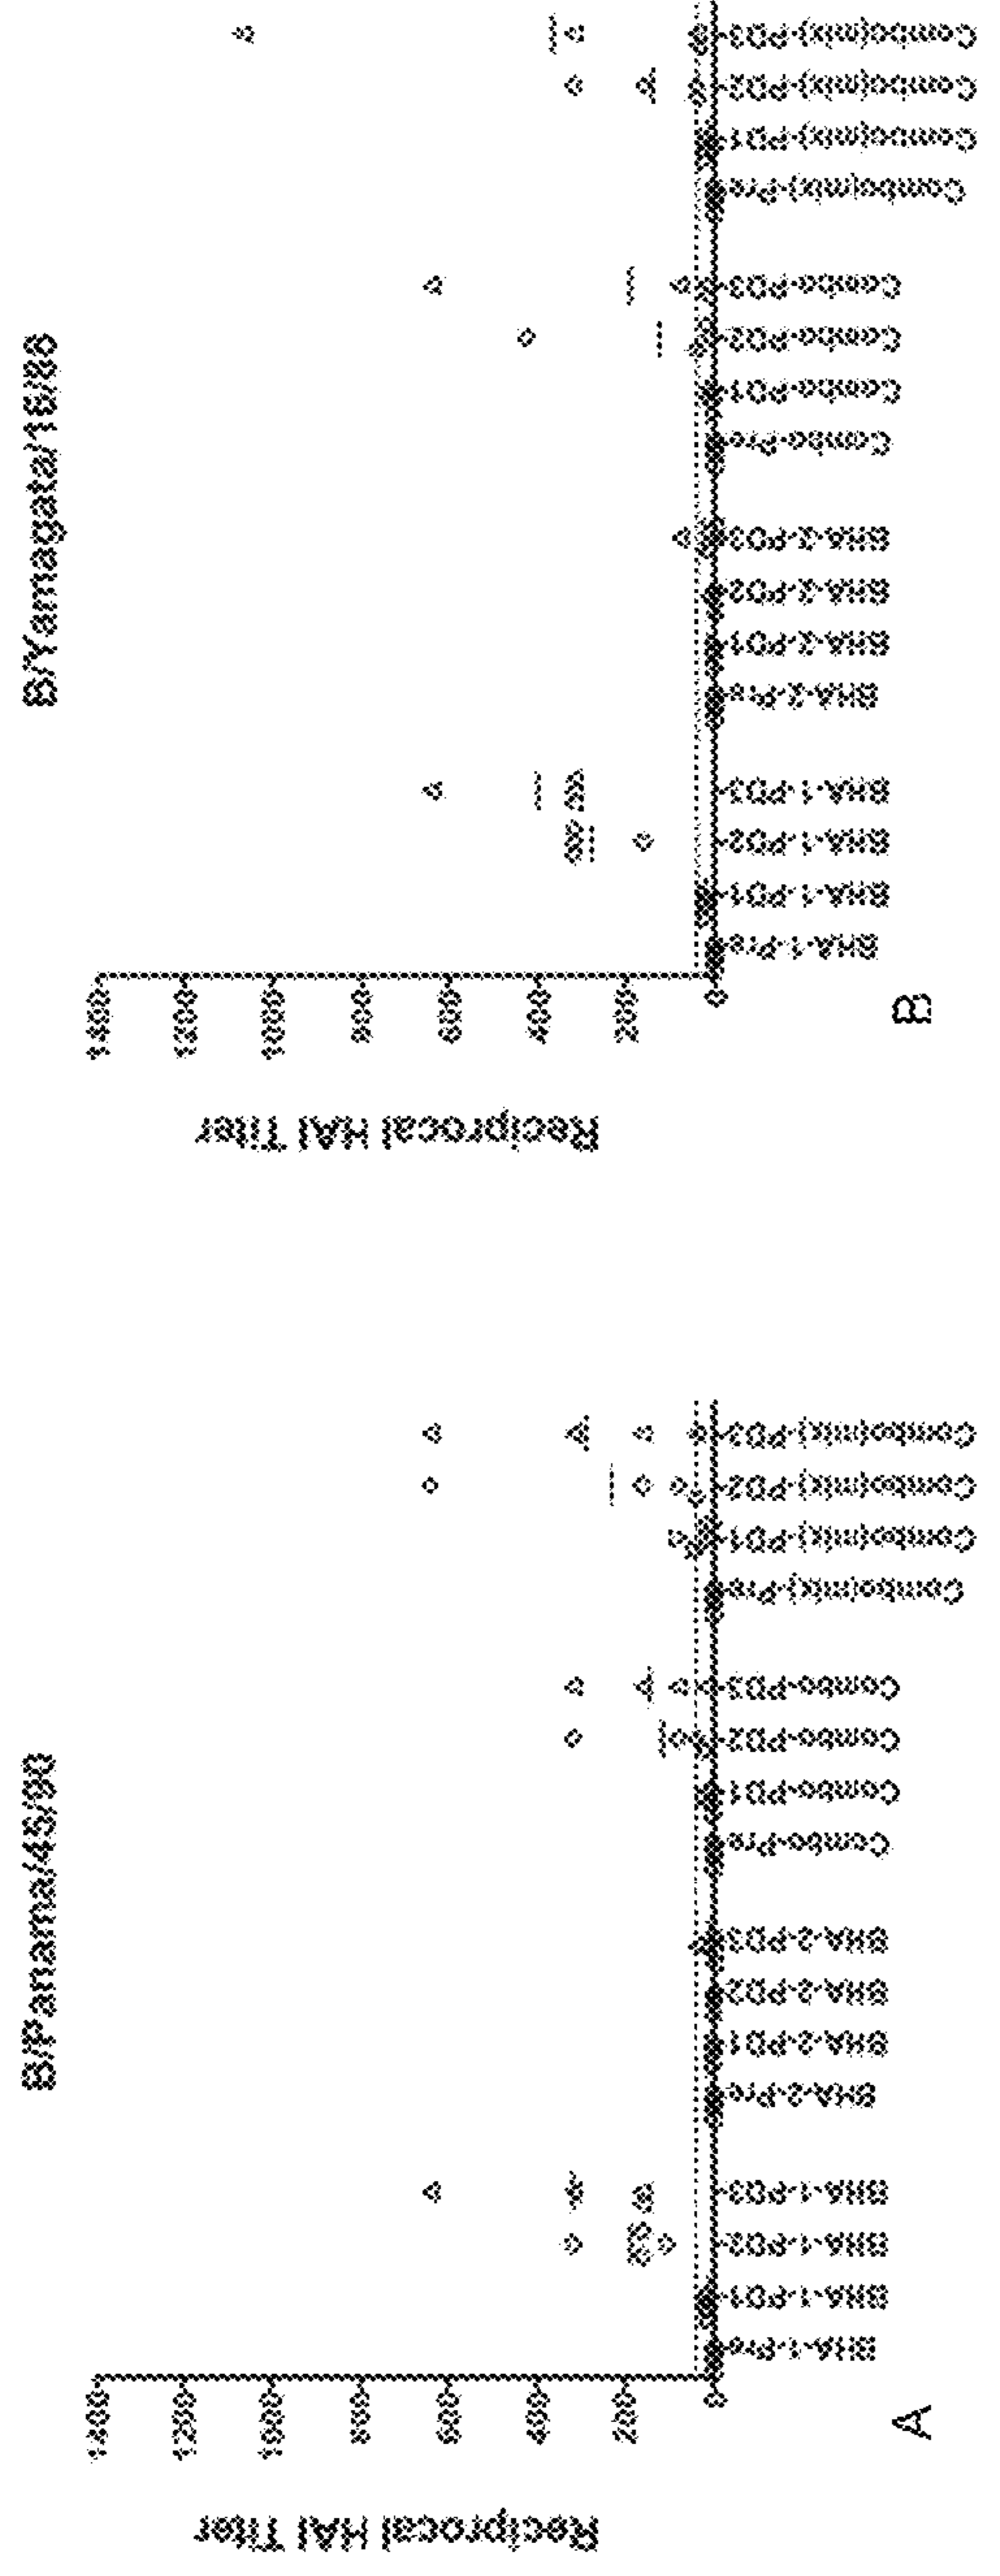 B/Panama/45/90
Reciprocal HAI Titer
1400
1200
1000
800
600
400
200
0
BHA-1-Pre
BHA-1-PD1
BHA-1-PD2
BHA-1-PD3
BHA-2-Pre
BHA-2-PD1
BHA-2-PD2
BHA-2-PD3
Combo-Pre
Combo-PD1
Combo-PD2
Combo-PD3
Combo(mix)-Pre
Combo(mix)-PD1
Combo(mix)-PD2
Combo(mix)-PD3
A
B/Yamagata/16/88
Reciprocal HAI Titer
1400
1200
1000
800
600
400
200
0
BHA-1-Pre
BHA-1-PD1
BHA-1-PD2
BHA-1-PD3
BHA-2-Pre
BHA-2-PD1
BHA-2-PD2
BHA-2-PD3
Combo-Pre
Combo-PD1
Combo-PD2
Combo-PD3
Combo(mix)-Pre
Combo(mix)-PD1
Combo(mix)-PD2
Combo(mix)-PD3
B